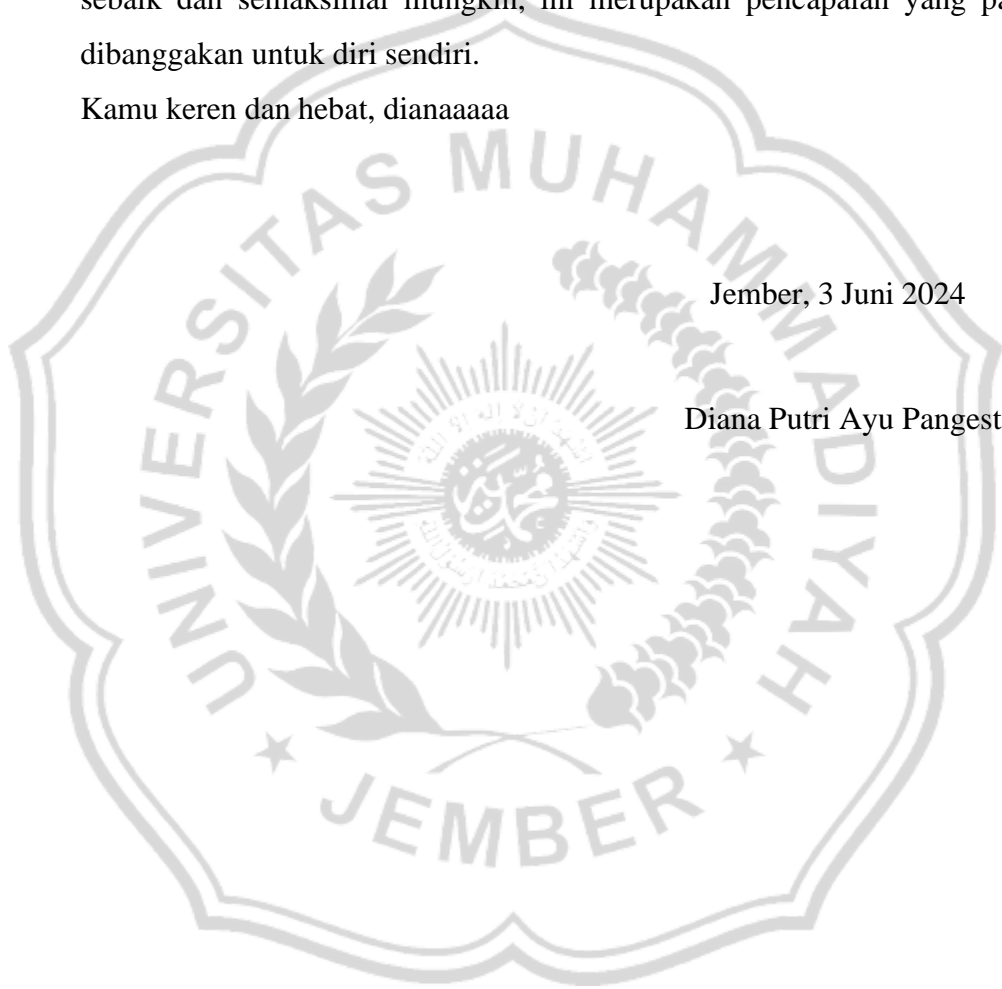 sebaik dan semaksimal mungkin, ini merupakan pencapaian yang pa
dibanggakan untuk diri sendiri.
Kamu keren dan hebat, dianaaaaa
UNIVERSITAS MUHAMMADIYAH
Jember, 3 Juni 2024
Diana Putri Ayu Pangest
JEMBER